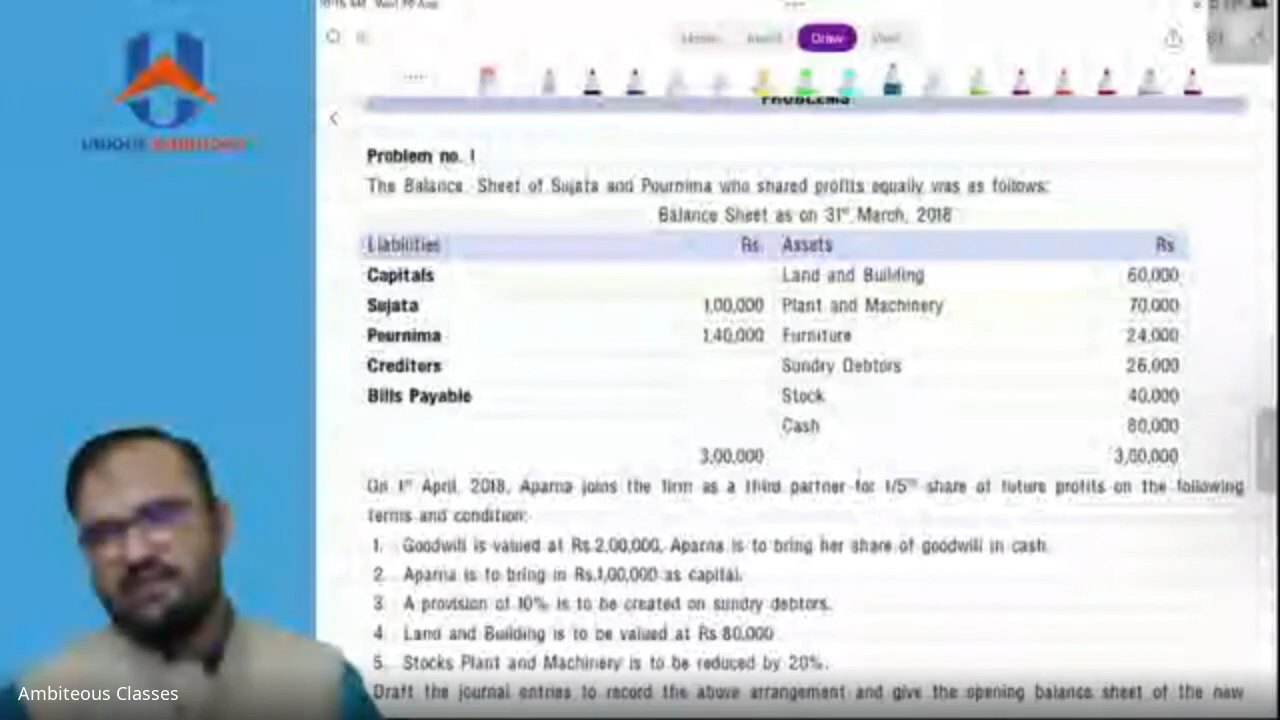 Home Insert Draw View
PROBLEMS
Problem no. 1
The Balance Sheet of Sujata and Pournima who shared profits equally was as follows:
Balance Sheet as on 31st March, 2018
Liabilities Rs Assets Rs
Capitals Land and Building 60,000
Sujata 1,00,000 Plant and Machinery 70,000
Pournima 1,40,000 Furniture 24,000
Creditors Sundry Debtors 26,000
Bills Payable Stock 40,000
Cash 80,000
3,00,000 3,00,000
On 1st April, 2018, Aparna joins the firm as a third partner for 1/5th share of future profits on the following
terms and condition:
1. Goodwill is valued at Rs.2,00,000, Aparna is to bring her share of goodwill in cash.
2. Aparna is to bring in Rs.1,00,000 as capital.
3. A provision of 10% is to be created on sundry debtors.
4. Land and Building is to be valued at Rs 80,000
5. Stocks Plant and Machinery is to be reduced by 20%.
Draft the journal entries to record the above arrangement and give the opening balance sheet of the new
Ambiteous Classes